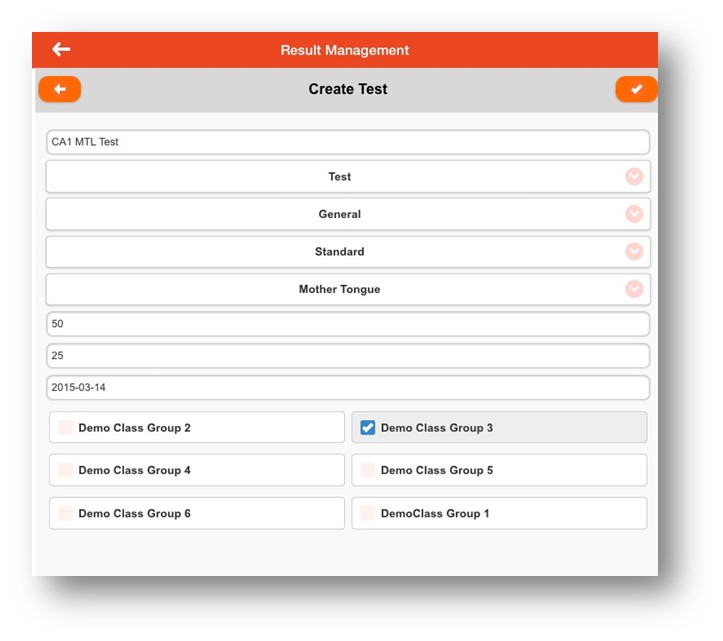 Result Management
Create Test
CA1 MTL Test
Test
General
Standard
Mother Tongue
50
25
2015-03-14
Demo Class Group 2
Demo Class Group 3
Demo Class Group 4
Demo Class Group 5
Demo Class Group 6
DemoClass Group 1